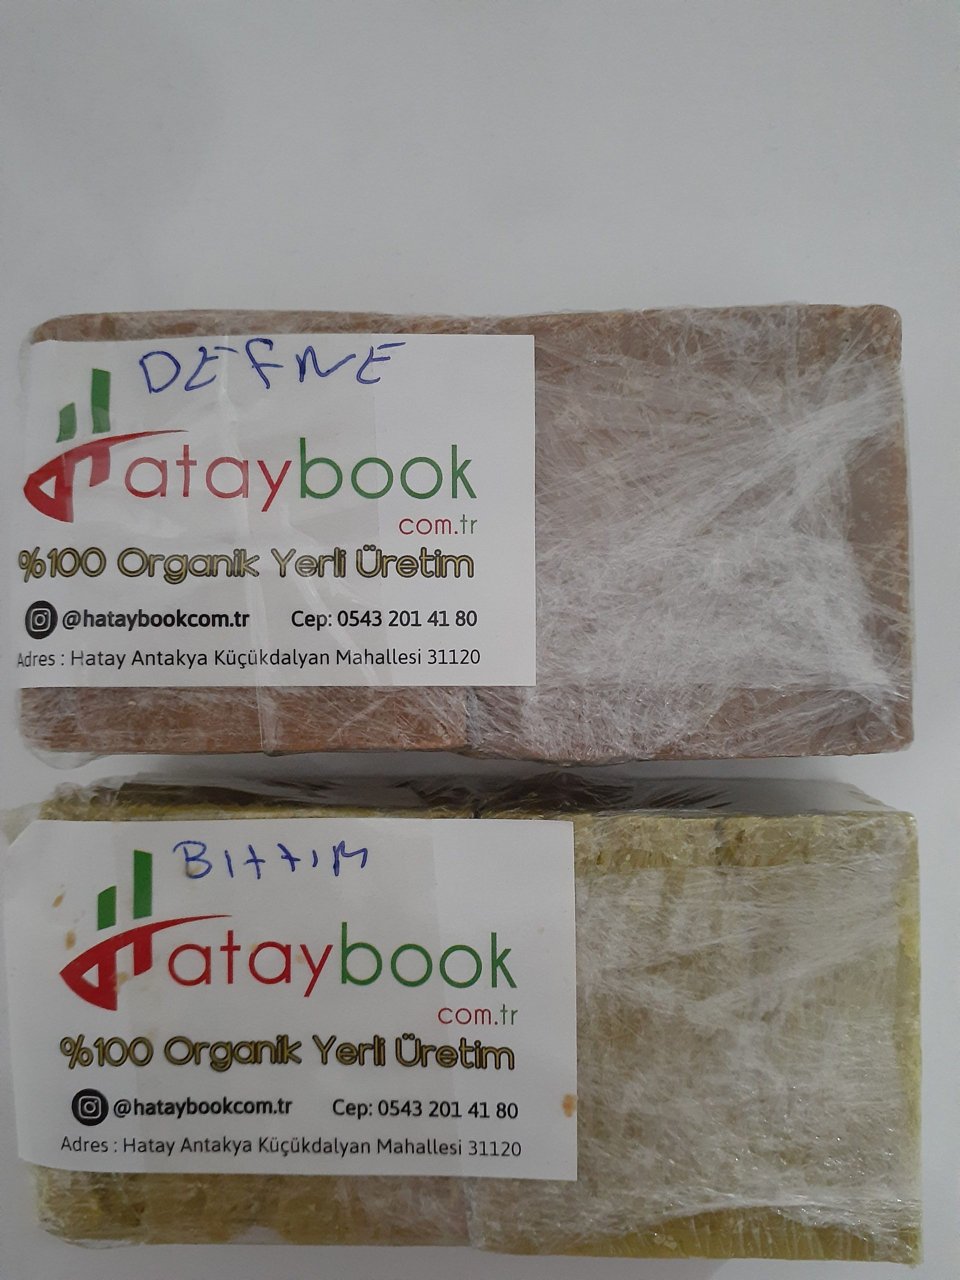 DEFNE
Hataybook
com.tr
%100 Organik Yerli Üretim
@hataybookcom.tr Cep: 0543 201 41 80
Adres : Hatay Antakya Küçükdalyan Mahallesi 31120
BITTIM
Hataybook
com.tr
%100 Organik Yerli Üretim
@hataybookcom.tr Cep: 0543 201 41 80
Adres : Hatay Antakya Küçükdalyan Mahallesi 31120